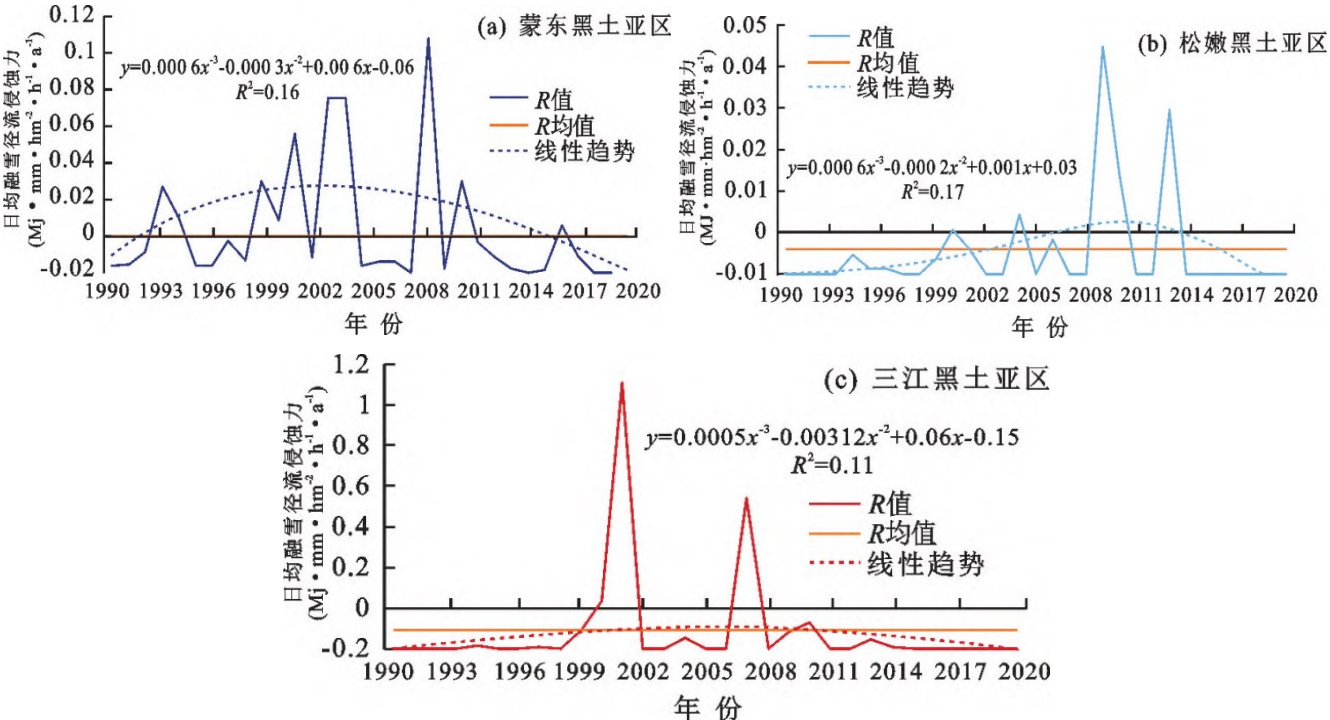 (a) 蒙东黑土亚区
日均融雪径流侵蚀力
(Mj•mm•hm⁻²•h⁻¹•a⁻¹)
0.12
0.1
0.08
0.06
0.04
0.02
0
-0.02
y=0.000 6x⁻³-0.000 3x⁻²+0.00 6x-0.06
R²=0.16
R值
R均值
线性趋势
1990 1993 1996 1999 2002 2005 2008 2011 2014 2017 2020
年 份
(b) 松嫩黑土亚区
日均融雪径流侵蚀力
(MJ·mm·hm⁻²·h⁻¹·a⁻¹)
0.05
0.04
0.03
0.02
0.01
0
-0.01
R值
R均值
线性趋势
y=0.000 6x⁻³-0.000 2x⁻²+0.001x+0.03
R²=0.17
1990 1993 1996 1999 2002 2005 2008 2011 2014 2017 2020
年 份
(c) 三江黑土亚区
日均融雪径流侵蚀力
(Mj•mm•hm⁻²•h⁻¹•a⁻¹)
1.2
1
0.8
0.6
0.4
0.2
0
-0.2
y=0.0005x⁻³-0.00312x⁻²+0.06x-0.15
R²=0.11
R值
R均值
线性趋势
1990 1993 1996 1999 2002 2005 2008 2011 2014 2017 2020
年 份